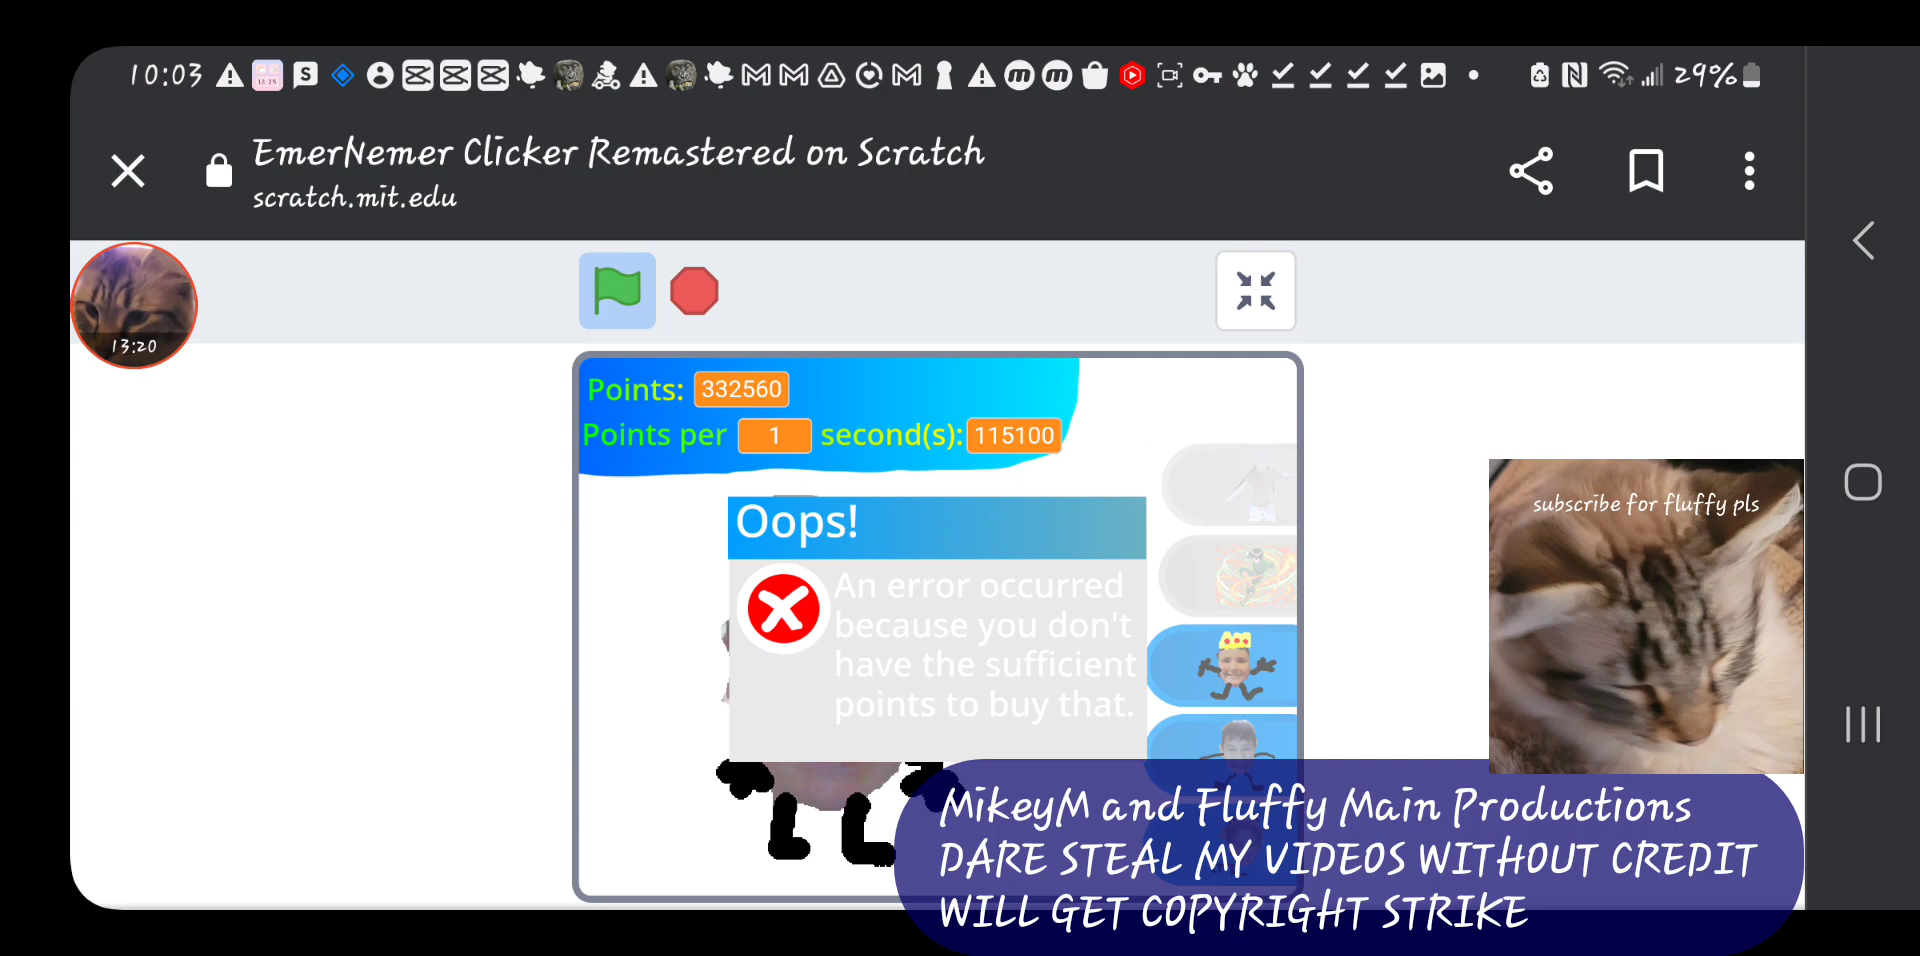 10:03
29%
EmerNemer Clicker Remastered on Scratch
scratch.mit.edu
13:20
Points: 332560
Points per 1 second(s): 115100
Oops!
An error occurred
because you don't
have the sufficient
points to buy that.
subscribe for fluffy pls
MikeyM and Fluffy Main Productions
DARE STEAL MY VIDEOS WITHOUT CREDIT
WILL GET COPYRIGHT STRIKE